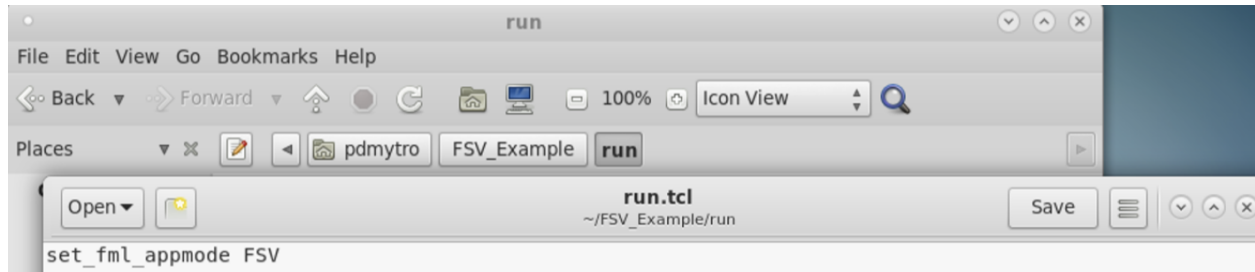 run
File Edit View Go Bookmarks Help
Back Forward 100% Icon View
Places pdmytro FSV_Example run
Open run.tcl Save
~/FSV_Example/run
set_fml_appmode FSV